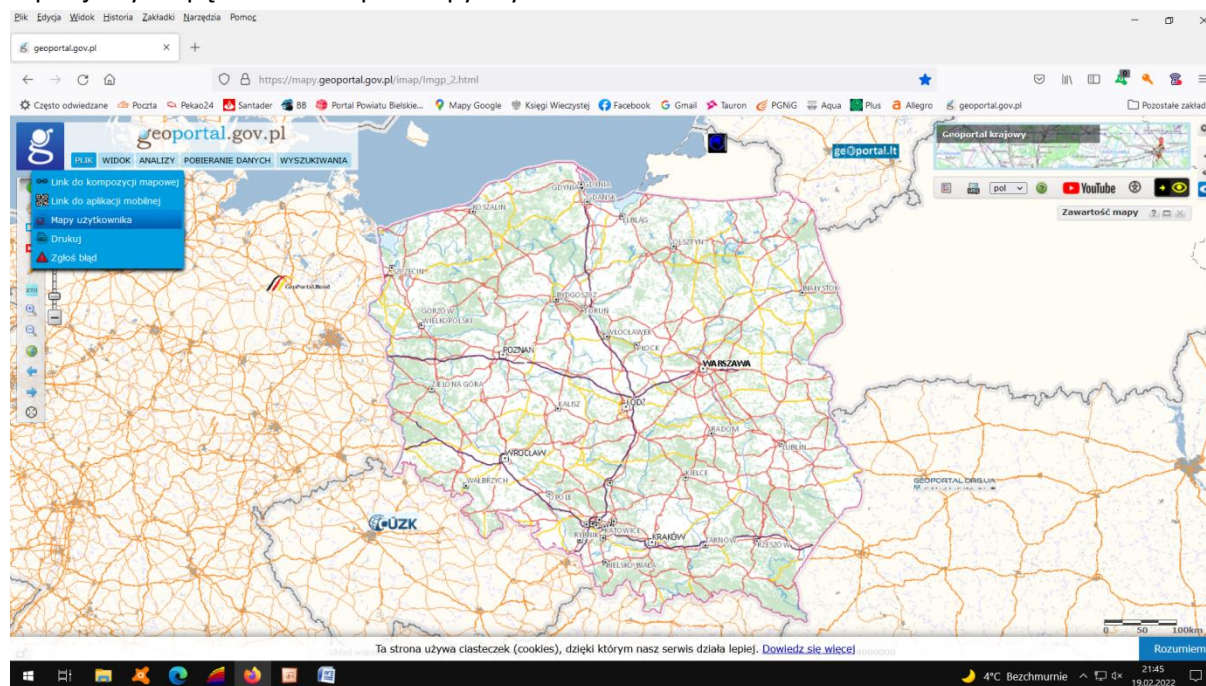 Plik Edycja Widok Historia Zakładki Narzędzia Pomoc
geoportal.gov.pl
https://mapy.geoportal.gov.pl/imap/Imgp_2.html
Często odwiedzane Poczta Pekao24 Santader BB Portal Powiatu Bielskie... Mapy Google Księgi Wieczystej Facebook Gmail Tauron PGNiG Aqua Plus Allegro geoportal.gov.pl Pozostałe zakład
geoportal.gov.pl
PLIK WIDOK ANALIZY POBIERANIE DANYCH WYSZUKIWANIA
Link do kompozycji mapowej
Link do aplikacji mobilnej
Mapy użytkownika
Drukuj
Zgłoś błąd
Geoportal krajowy
pol YouTube
Zawartość mapy
ge portal.lt
GDYNIA GDYNIA
GDAŃSK
KOSZALIN
ELBLĄG
OLSZTYN
SZCZECIN
BIAŁYSTOK
BYDGOSZCZ
TORUŃ
GORZÓW WIELKOPOLSKI
WŁOCŁAWEK
PŁOCK
POZNAŃ
WARSZAWA
ZIELONA GÓRA
KALISZ
ŁÓDŹ
RADOM
LUBLIN
WROCŁAW
KIELCE
WAŁBRZYCH
OPOLE
KATOWICE
RYBNIK
KRAKÓW
TARNÓW
RZESZÓW
BIELSKO-BIAŁA
GeoPortal.Bund
ČÚZK
GEOPORTAL.ORG.UA
XYH
0 50 100km
Ta strona używa ciasteczek (cookies), dzięki którym nasz serwis działa lepiej. Dowiedz się więcej
Rozumiem
4°C Bezchmurnie
21:45
19.02.2022